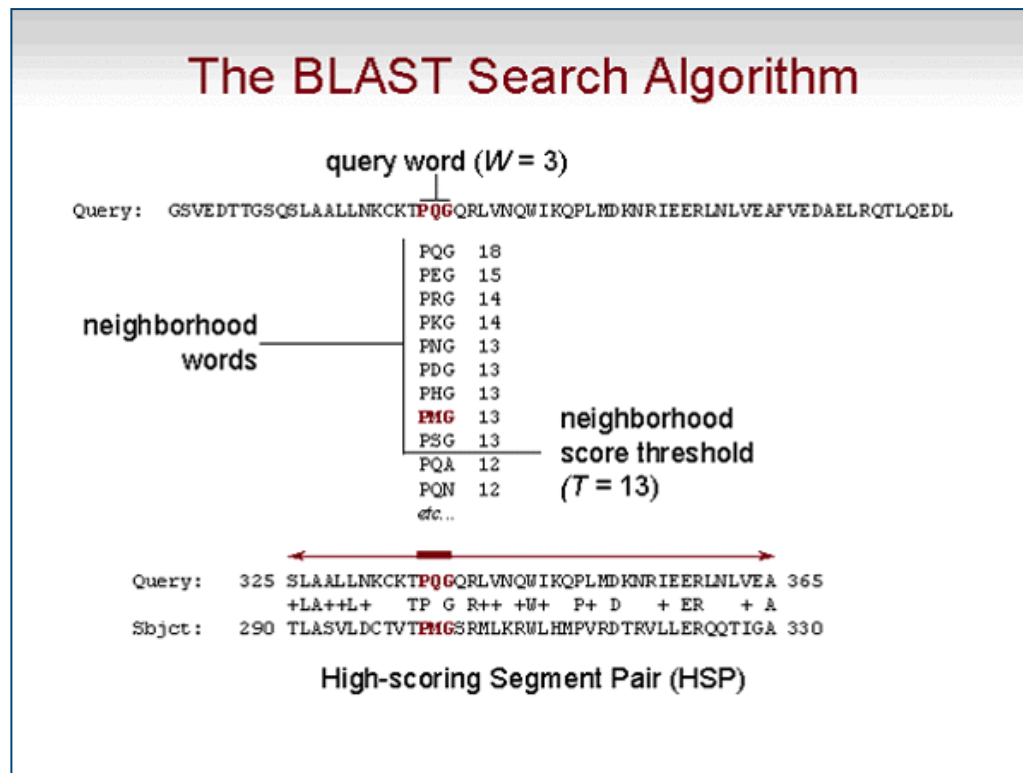 The BLAST Search Algorithm
query word (W = 3)
Query: GSVEDTTGSQSLAALLNKCKTPQGQRLVNQWIKQPLMDKNRIEERLNLVEAFVEDAELRQTLQEDL
PQG 18
PEG 15
PRG 14
PKG 14
PNG 13
PDG 13
PHG 13
PMG 13
PSG 13
PQA 12
PQN 12
etc...
neighborhood
words
neighborhood
score threshold
(T = 13)
Query: 325 SLAALLNKCKTPQGQRLVNQWIKQPLMDKNRIEERLNLVEA 365
+LA++L+ TP G R++ +W+ P+ D + ER + A
Sbjct: 290 TLASVLDCTVTPMGSRMLKRWLHMPVRDTRVLLERQQTIGA 330
High-scoring Segment Pair (HSP)